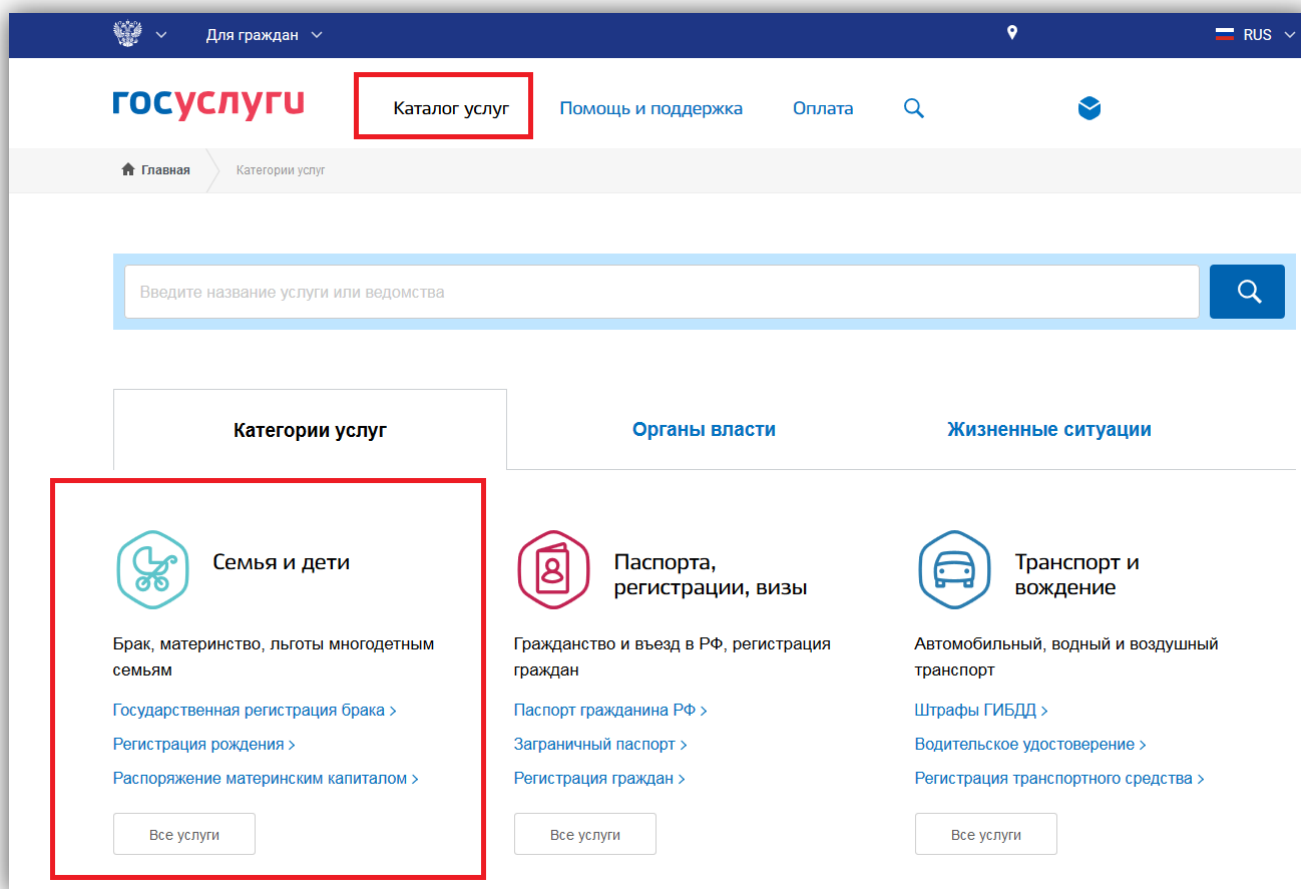 Для граждан
RUS
госуслуги
Каталог услуг
Помощь и поддержка
Оплата
Главная
Категории услуг
Введите название услуги или ведомства
Категории услуг
Органы власти
Жизненные ситуации
Семья и дети
Брак, материнство, льготы многодетным
семьям
Государственная регистрация брака >
Регистрация рождения >
Распоряжение материнским капиталом >
Все услуги
Паспорта,
регистрации, визы
Гражданство и въезд в РФ, регистрация
граждан
Паспорт гражданина РФ >
Заграничный паспорт >
Регистрация граждан >
Все услуги
Транспорт и
вождение
Автомобильный, водный и воздушный
транспорт
Штрафы ГИБДД >
Водительское удостоверение >
Регистрация транспортного средства >
Все услуги